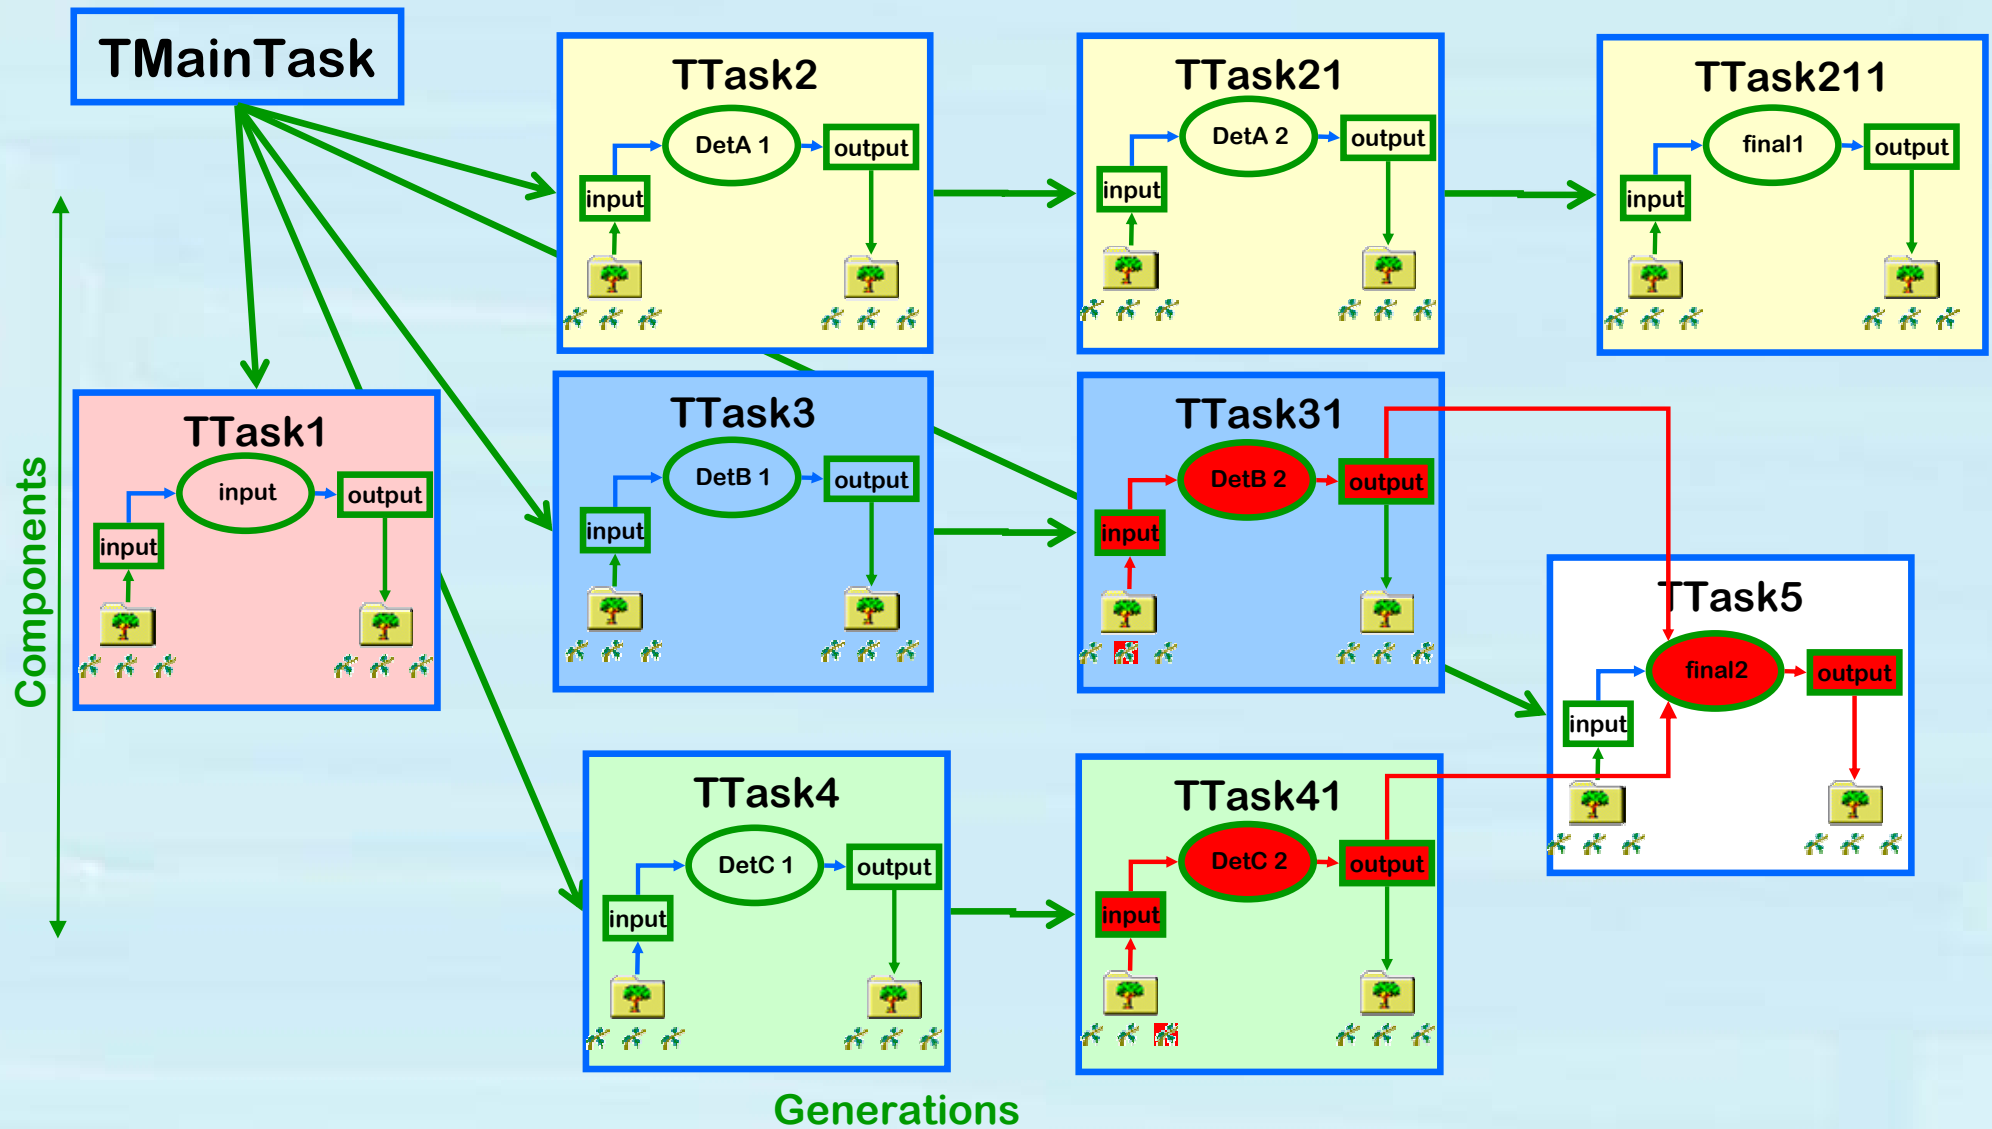 TMainTask
TTask2
DetA 1
output
input
TTask21
DetA 2
output
input
TTask211
final1
output
input
Components
TTask1
input
output
input
TTask3
DetB 1
output
input
TTask31
DetB 2
output
input
TTask5
final2
output
input
TTask4
DetC 1
output
input
TTask41
DetC 2
output
input
Generations